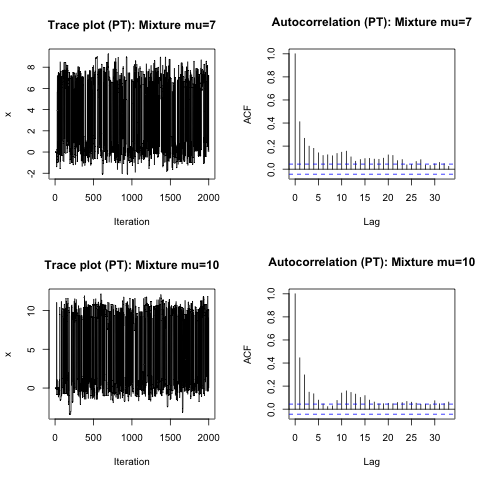 Trace plot (PT): Mixture mu=7
x
-2 0 2 4 6 8
0 500 1000 1500 2000
Iteration
Autocorrelation (PT): Mixture mu=7
ACF
0.0 0.2 0.4 0.6 0.8 1.0
0 5 10 15 20 25 30
Lag
Trace plot (PT): Mixture mu=10
x
0 5 10
0 500 1000 1500 2000
Iteration
Autocorrelation (PT): Mixture mu=10
ACF
0.0 0.2 0.4 0.6 0.8 1.0
0 5 10 15 20 25 30
Lag